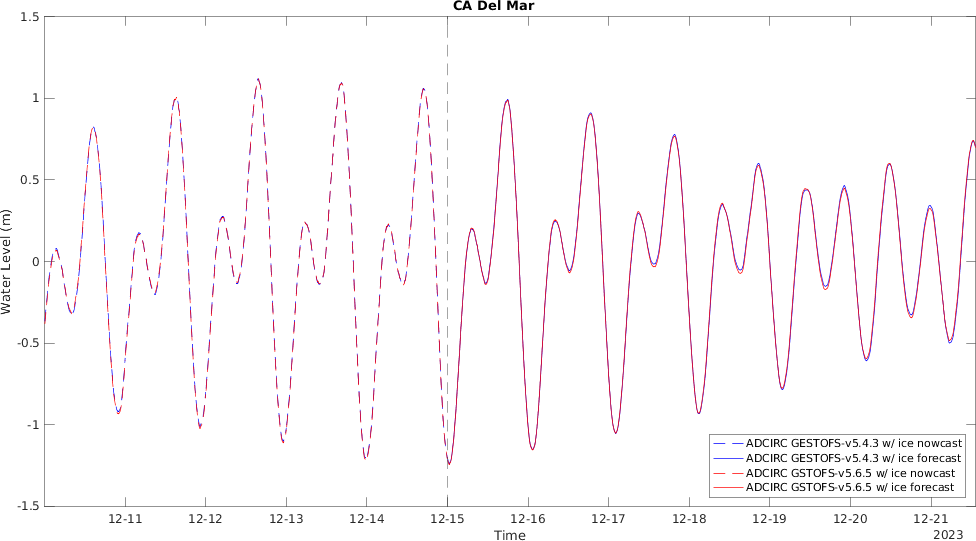 CA Del Mar
1.5
1
0.5
0
-0.5
-1
-1.5
Water Level (m)
12-11 12-12 12-13 12-14 12-15 12-16 12-17 12-18 12-19 12-20 12-21
Time
2023
ADCIRC GESTOFS-v5.4.3 w/ ice nowcast
ADCIRC GESTOFS-v5.4.3 w/ ice forecast
ADCIRC GSTOFS-v5.6.5 w/ ice nowcast
ADCIRC GSTOFS-v5.6.5 w/ ice forecast